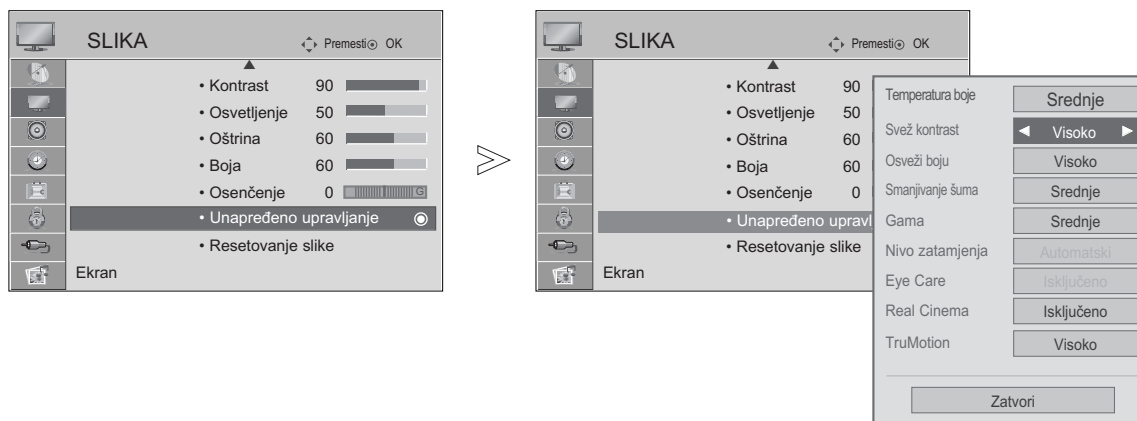 SLIKA Premesti OK
• Kontrast 90
• Osvetljenje 50
• Oštrina 60
• Boja 60
• Osenčenje 0 G
• Unapređeno upravljanje
• Resetovanje slike
Ekran
SLIKA Premesti OK
• Kontrast 90
• Osvetljenje 50
• Oštrina 60
• Boja 60
• Osenčenje 0
• Unapređeno upravl
• Resetovanje slike
Ekran
Temperatura boje Srednje
Svež kontrast Visoko
Osveži boju Visoko
Smanjivanje šuma Srednje
Gama Srednje
Nivo zatamjenja Automatski
Eye Care Isključeno
Real Cinema Isključeno
TruMotion Visoko
Zatvori